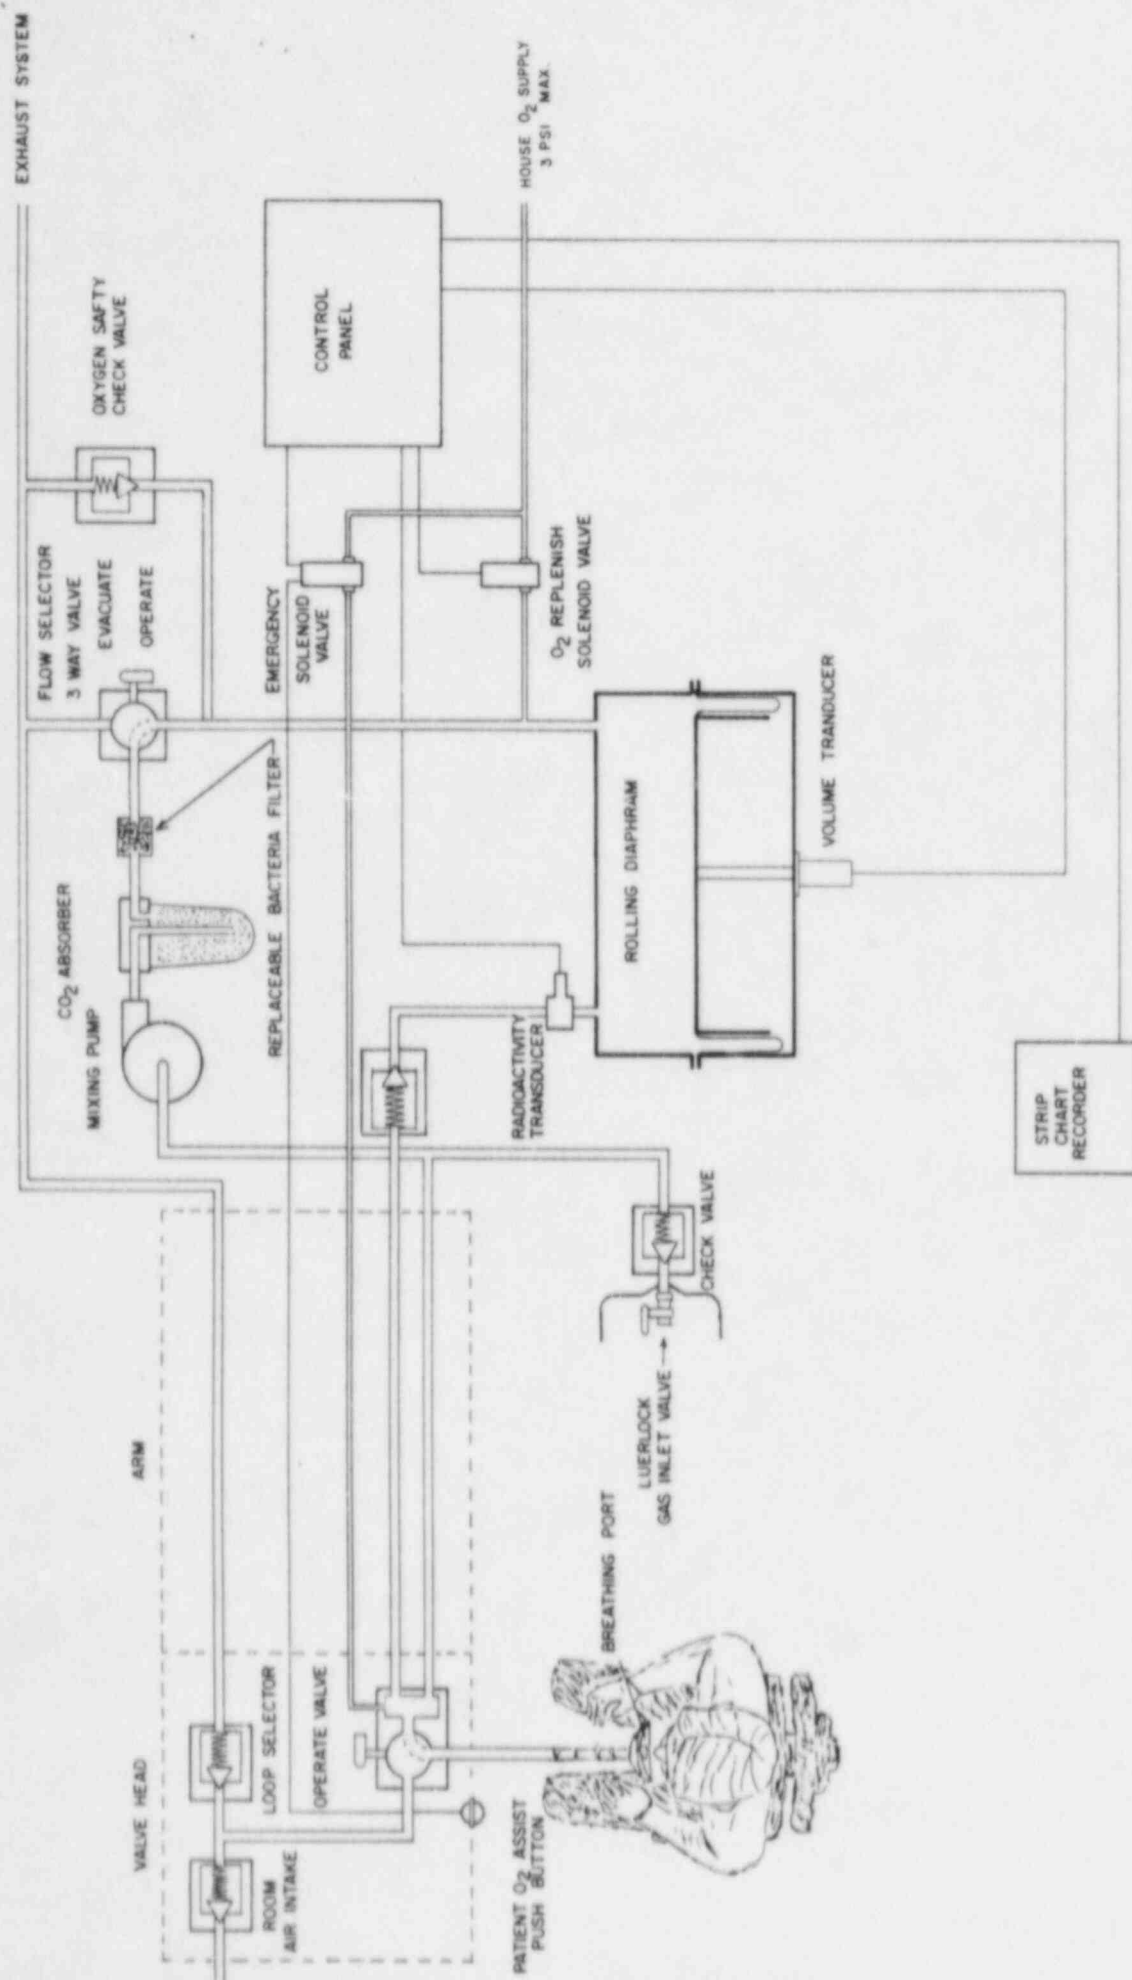 EXHAUST SYSTEM
OXYGEN SAFTY
CHECK VALVE
FLOW SELECTOR
3 WAY VALVE
EVACUATE
OPERATE
CO2 ABSORBER
MIXING PUMP
REPLACEABLE BACTERIA FILTER
EMERGENCY
SOLENOID
VALVE
CONTROL
PANEL
HOUSE O2 SUPPLY
3 PSI MAX.
O2 REPLENISH
SOLENOID VALVE
ROLLING DIAPHRAM
VOLUME TRANDUCER
RADIOACTIVITY
TRANSDUCER
STRIP
CHART
RECORDER
CHECK VALVE
LUERLOCK
GAS INLET VALVE
BREATHING PORT
ARM
VALVE HEAD
LOOP SELECTOR
OPERATE VALVE
ROOM
AIR INTAKE
PATIENT O2 ASSIST
PUSH BUTTON